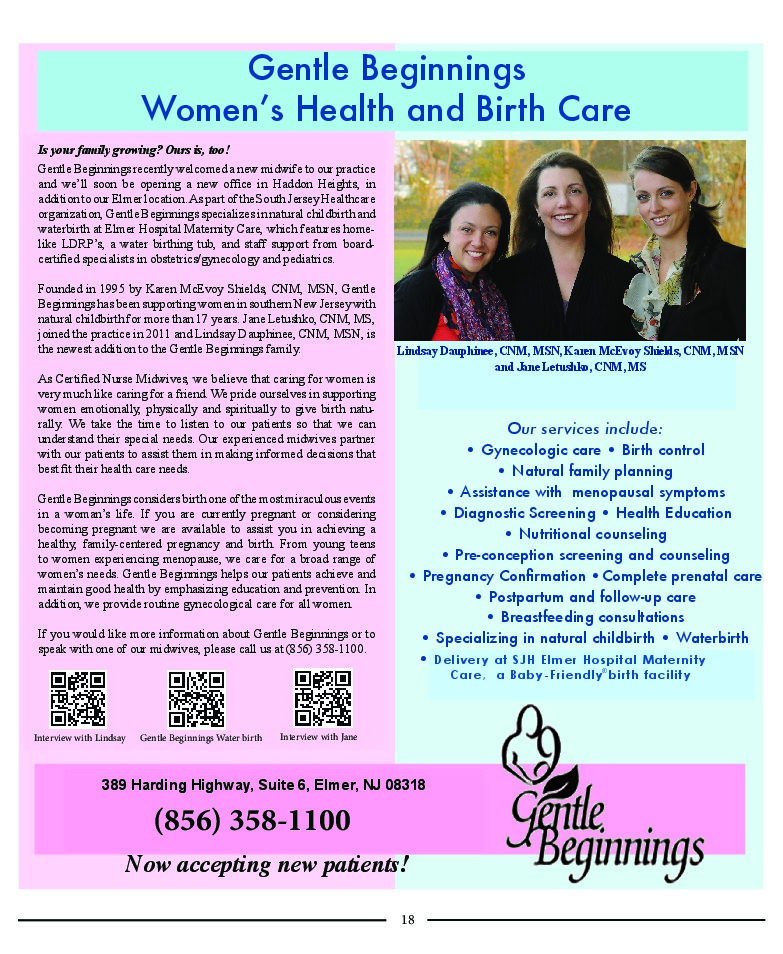 Gentle Beginnings
Women's Health and Birth Care
Is your family growing? Ours is, too!
Gentle Beginnings recently welcomed a new midwife to our practice
and we'll soon be opening a new office in Haddon Heights, in
addition to our Elmer location. As part of the South Jersey Healthcare
organization, Gentle Beginnings specializes in natural childbirth and
waterbirth at Elmer Hospital Maternity Care, which features home-
like LDRP's, a water birthing tub, and staff support from board-
certified specialists in obstetrics/gynecology and pediatrics.
Founded in 1995 by Karen McEvoy Shields, CNM, MSN, Gentle
Beginnings has been supporting women in southern New Jersey with
natural childbirth for more than 17 years. Jane Letushko, CNM, MS,
joined the practice in 2011 and Lindsay Dauphinee, CNM, MSN, is
the newest addition to the Gentle Beginnings family.
As Certified Nurse Midwives, we believe that caring for women is
very much like caring for a friend. We pride ourselves in supporting
women emotionally, physically and spiritually to give birth natu-
rally. We take the time to listen to our patients so that we can
understand their special needs. Our experienced midwives partner
with our patients to assist them in making informed decisions that
best fit their health care needs.
Gentle Beginnings considers birth one of the most miraculous events
in a woman's life. If you are currently pregnant or considering
becoming pregnant we are available to assist you in achieving a
healthy, family-centered pregnancy and birth. From young teens
to women experiencing menopause, we care for a broad range of
women's needs. Gentle Beginnings helps our patients achieve and
maintain good health by emphasizing education and prevention. In
addition, we provide routine gynecological care for all women.
If you would like more information about Gentle Beginnings or to
speak with one of our midwives, please call us at (856) 358-1100.
Interview with Lindsay
Gentle Beginnings Water birth
Interview with Jane
Lindsay Dauphinee, CNM, MSN, Karen McEvoy Shields, CNM, MSN
and Jane Letushko, CNM, MS
Our services include:
• Gynecologic care • Birth control
• Natural family planning
• Assistance with menopausal symptoms
• Diagnostic Screening • Health Education
• Nutritional counseling
• Pre-conception screening and counseling
• Pregnancy Confirmation • Complete prenatal care
• Postpartum and follow-up care
• Breastfeeding consultations
• Specializing in natural childbirth • Waterbirth
• Delivery at SJH Elmer Hospital Maternity
Care, a Baby-Friendly® birth facility
389 Harding Highway, Suite 6, Elmer, NJ 08318
(856) 358-1100
Now accepting new patients!
Gentle
Beginnings
18